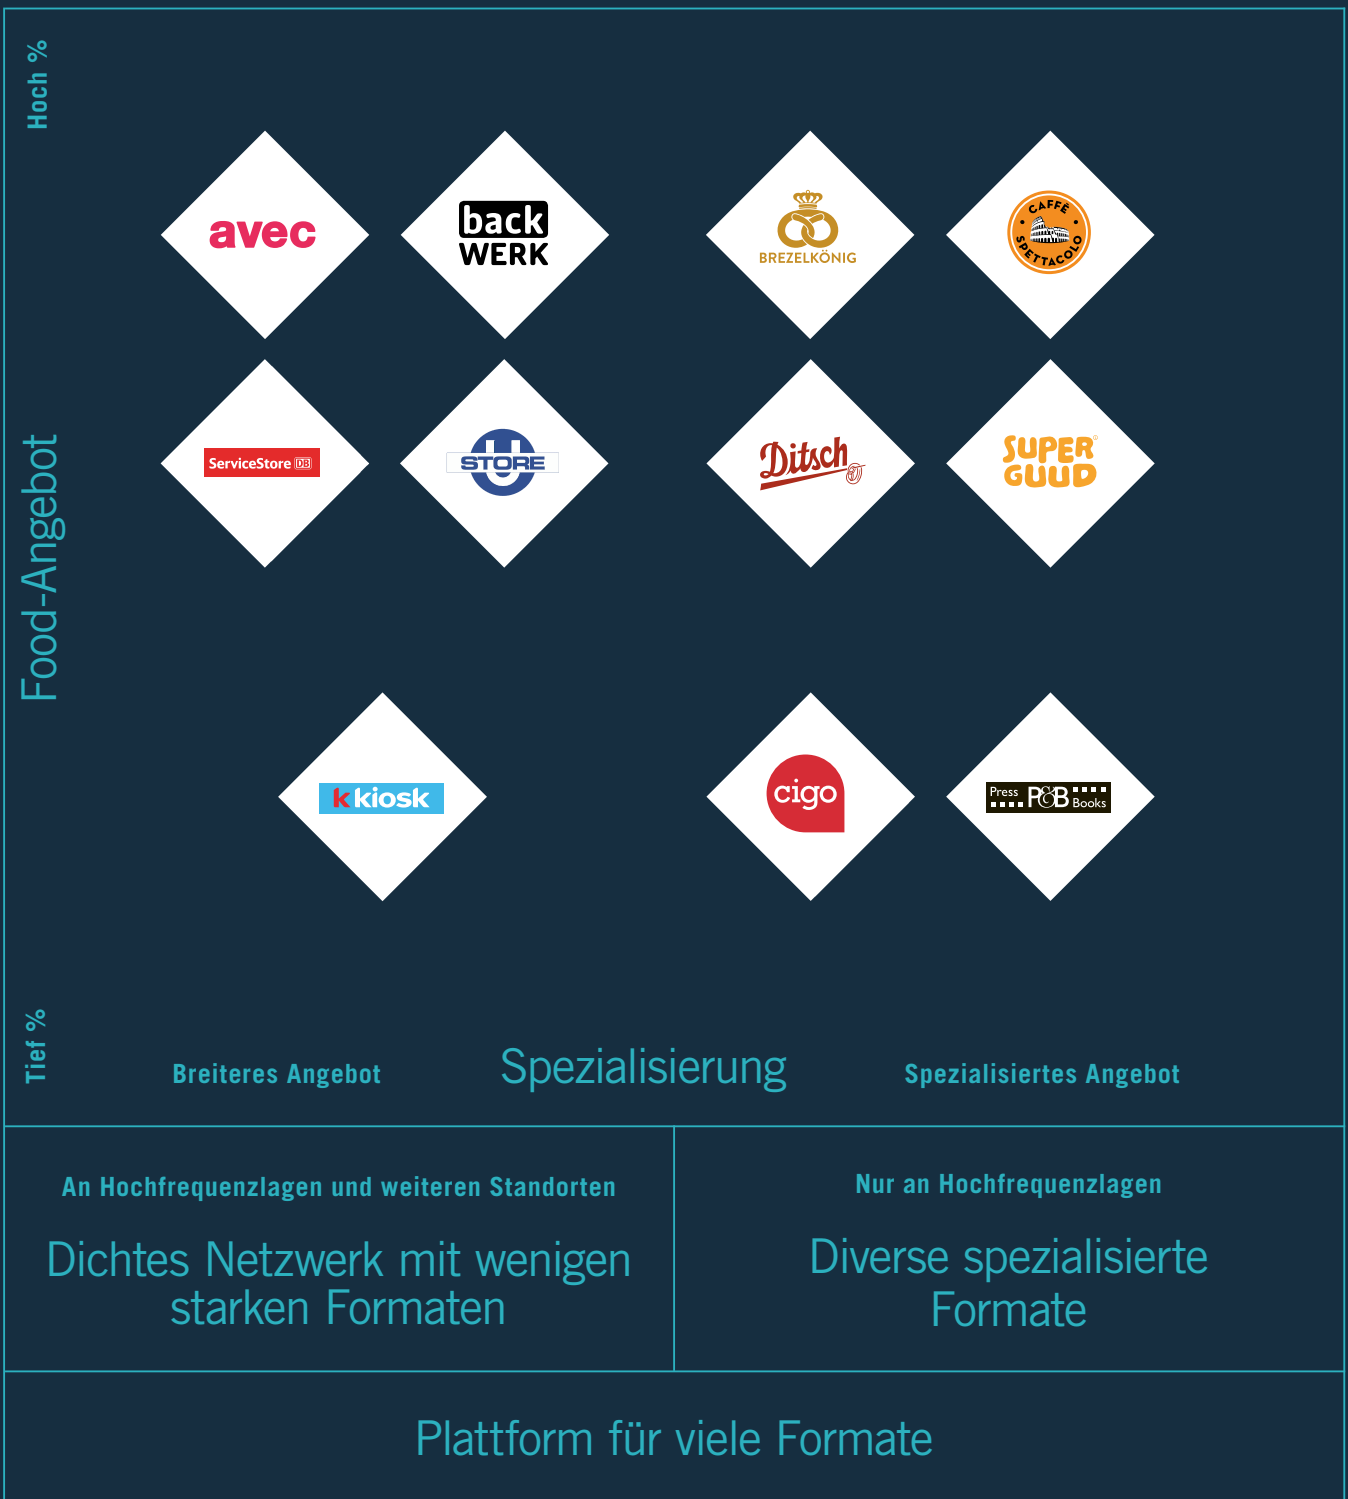 Hoch %
avec
back
WERK
BREZELKÖNIG
CAFFÈ
SPETTACOLO
ServiceStore DB
U
STORE
Ditsch
SUPER
GUUD
Food-Angebot
k kiosk
cigo
Press P&B Books
Tief %
Breiteres Angebot
Spezialisierung
Spezialisiertes Angebot
An Hochfrequenzlagen und weiteren Standorten
Dichtes Netzwerk mit wenigen
starken Formaten
Nur an Hochfrequenzlagen
Diverse spezialisierte
Formate
Plattform für viele Formate